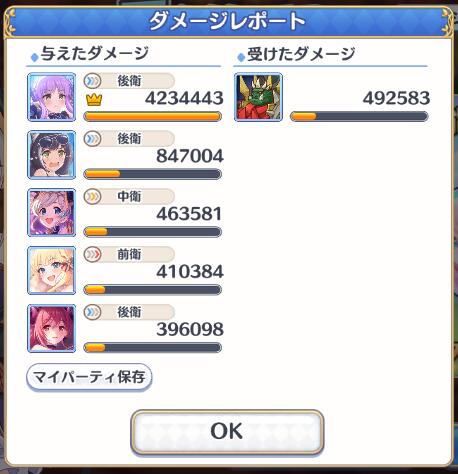 ダメージレポート
与えたダメージ
受けたダメージ
後衛
4234443
492583
後衛
847004
中衛
463581
前衛
410384
後衛
396098
マイパーティ保存
OK